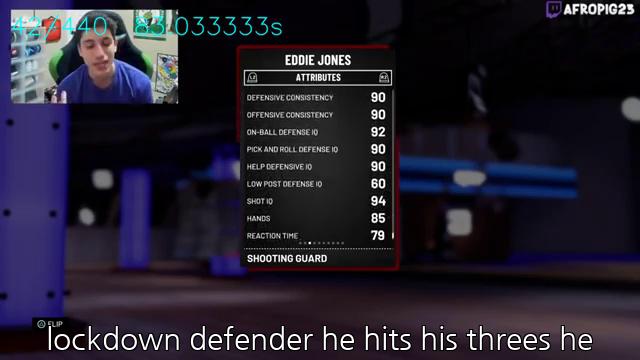 427440 83.033333s
AFROPIG23
EDDIE JONES
ATTRIBUTES
DEFENSIVE CONSISTENCY 90
OFFENSIVE CONSISTENCY 90
ON-BALL DEFENSE IQ 92
PICK AND ROLL DEFENSE IQ 90
HELP DEFENSIVE IQ 90
LOW POST DEFENSE IQ 60
SHOT IQ 94
HANDS 85
REACTION TIME 79
SHOOTING GUARD
FLIP
lockdown defender he hits his threes he